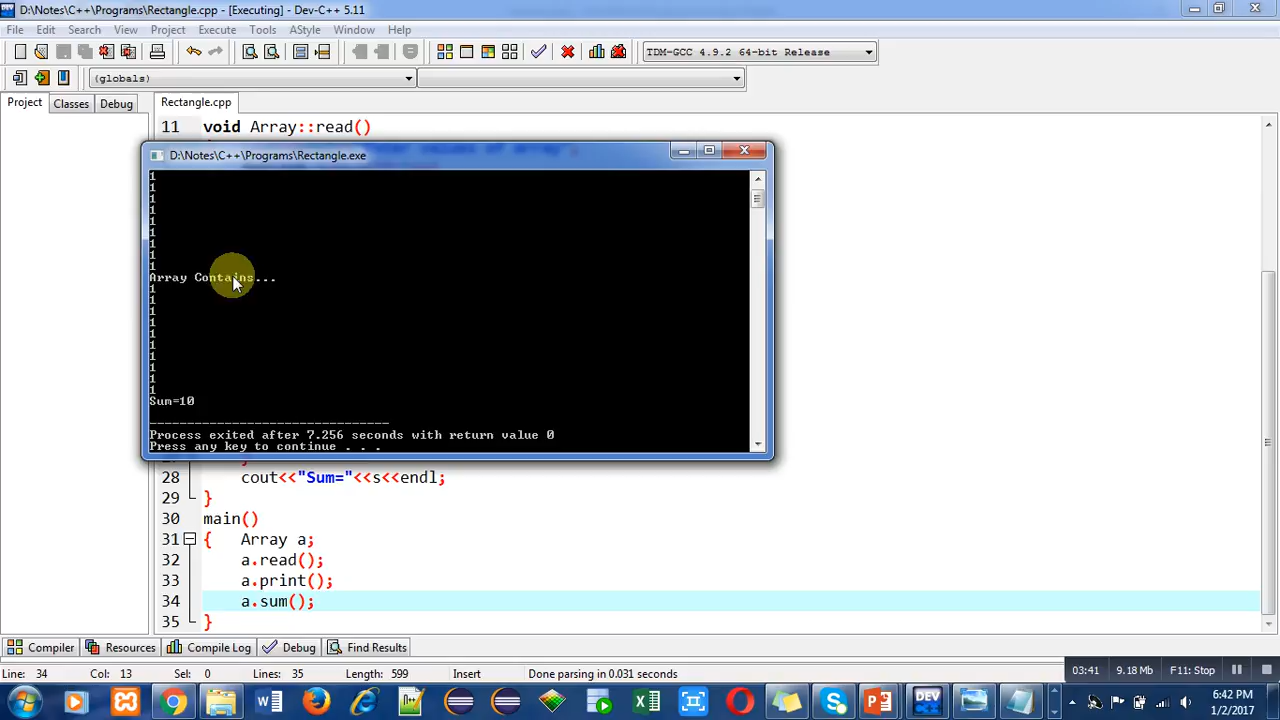 D:\Notes\C++\Programs\Rectangle.cpp - [Executing] - Dev-C++ 5.11
File Edit Search View Project Execute Tools AStyle Window Help
TDM-GCC 4.9.2 64-bit Release
(globals)
Project Classes Debug Rectangle.cpp
11 void Array::read()
D:\Notes\C++\Programs\Rectangle.exe
1
1
1
1
1
1
1
1
1
Array Contains...
1
1
1
1
1
1
1
1
1
1
Sum=10
--------------------------------
Process exited after 7.256 seconds with return value 0
Press any key to continue . . .
28 cout<<"Sum="<<s<<endl;
29 }
30 main()
31 { Array a;
32 a.read();
33 a.print();
34 a.sum();
35 }
Compiler Resources Compile Log Debug Find Results
Line: 34 Col: 13 Sel: 0 Lines: 35 Length: 599 Insert Done parsing in 0.031 seconds
03:41 9.18 Mb F11: Stop
DEV
6:42 PM
1/2/2017